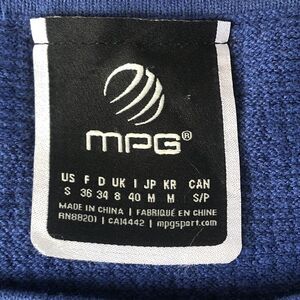 MPG®
US F D UK I JP KR CAN
S 36 34 8 40 M M S/P
MADE IN CHINA | FABRIQUÉ EN CHINE
RN88201 | CA14442 | mpgsport.com